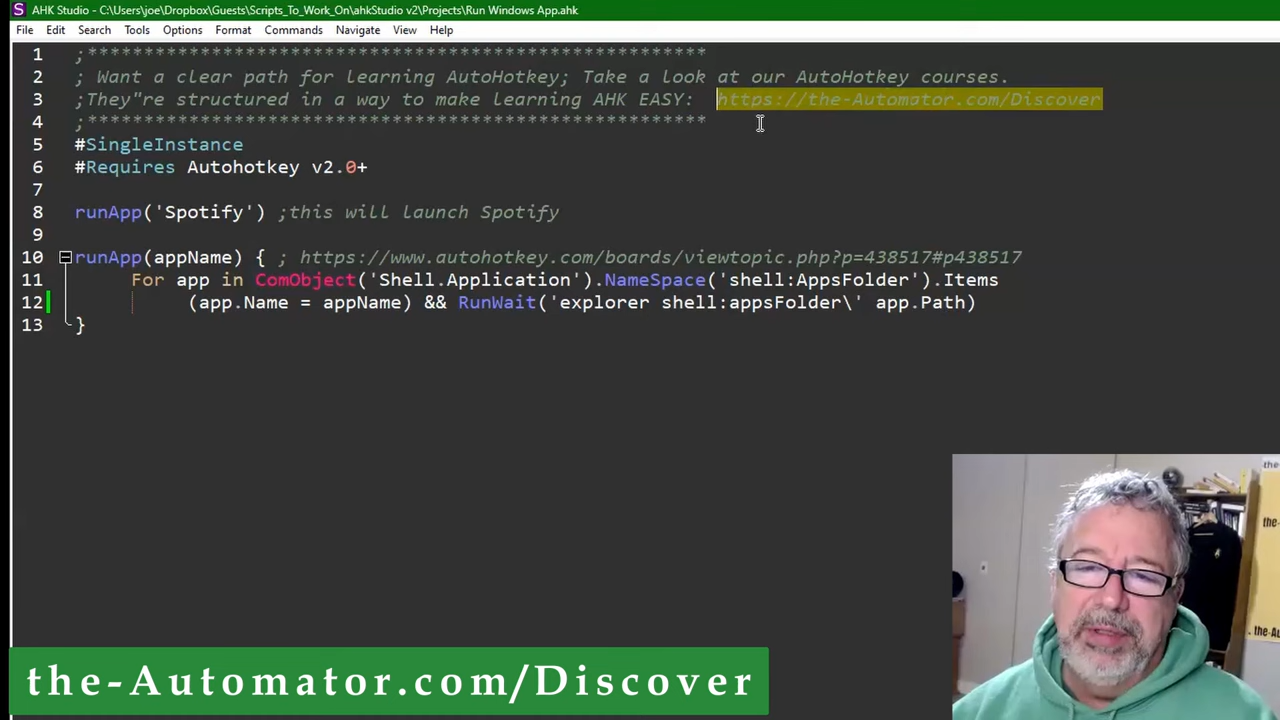 S AHK Studio - C:\Users\joe\Dropbox\Guests\Scripts_To_Work_On\ahkStudio v2\Projects\Run Windows App.ahk
File Edit Search Tools Options Format Commands Navigate View Help
1 ;*******************************************************
2 ; Want a clear path for learning AutoHotkey; Take a look at our AutoHotkey courses.
3 ;They"re structured in a way to make learning AHK EASY: https://the-Automator.com/Discover
4 ;*******************************************************
5 #SingleInstance
6 #Requires Autohotkey v2.0+
7
8 runApp('Spotify') ;this will launch Spotify
9
10 runApp(appName) { ; https://www.autohotkey.com/boards/viewtopic.php?p=438517#p438517
11 For app in ComObject('Shell.Application').NameSpace('shell:AppsFolder').Items
12 (app.Name = appName) && RunWait('explorer shell:appsFolder\' app.Path)
13 }
the-Automator.com/Discover